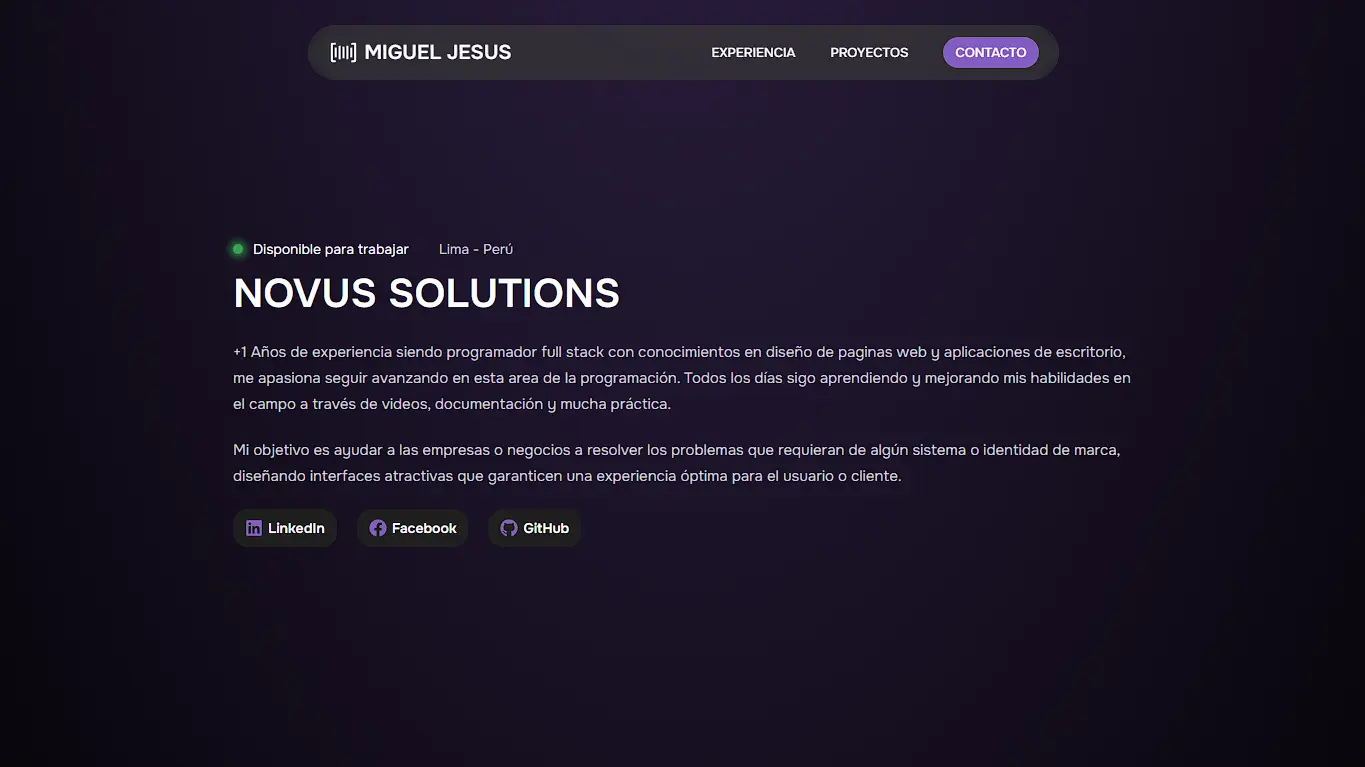 MIGUEL JESUS
EXPERIENCIA
PROYECTOS
CONTACTO
Disponible para trabajar
Lima - Perú
NOVUS SOLUTIONS
+1 Años de experiencia siendo programador full stack con conocimientos en diseño de paginas web y aplicaciones de escritorio,
me apasiona seguir avanzando en esta area de la programación. Todos los días sigo aprendiendo y mejorando mis habilidades en
el campo a través de videos, documentación y mucha práctica.
Mi objetivo es ayudar a las empresas o negocios a resolver los problemas que requieran de algún sistema o identidad de marca,
diseñando interfaces atractivas que garanticen una experiencia óptima para el usuario o cliente.
LinkedIn
Facebook
GitHub